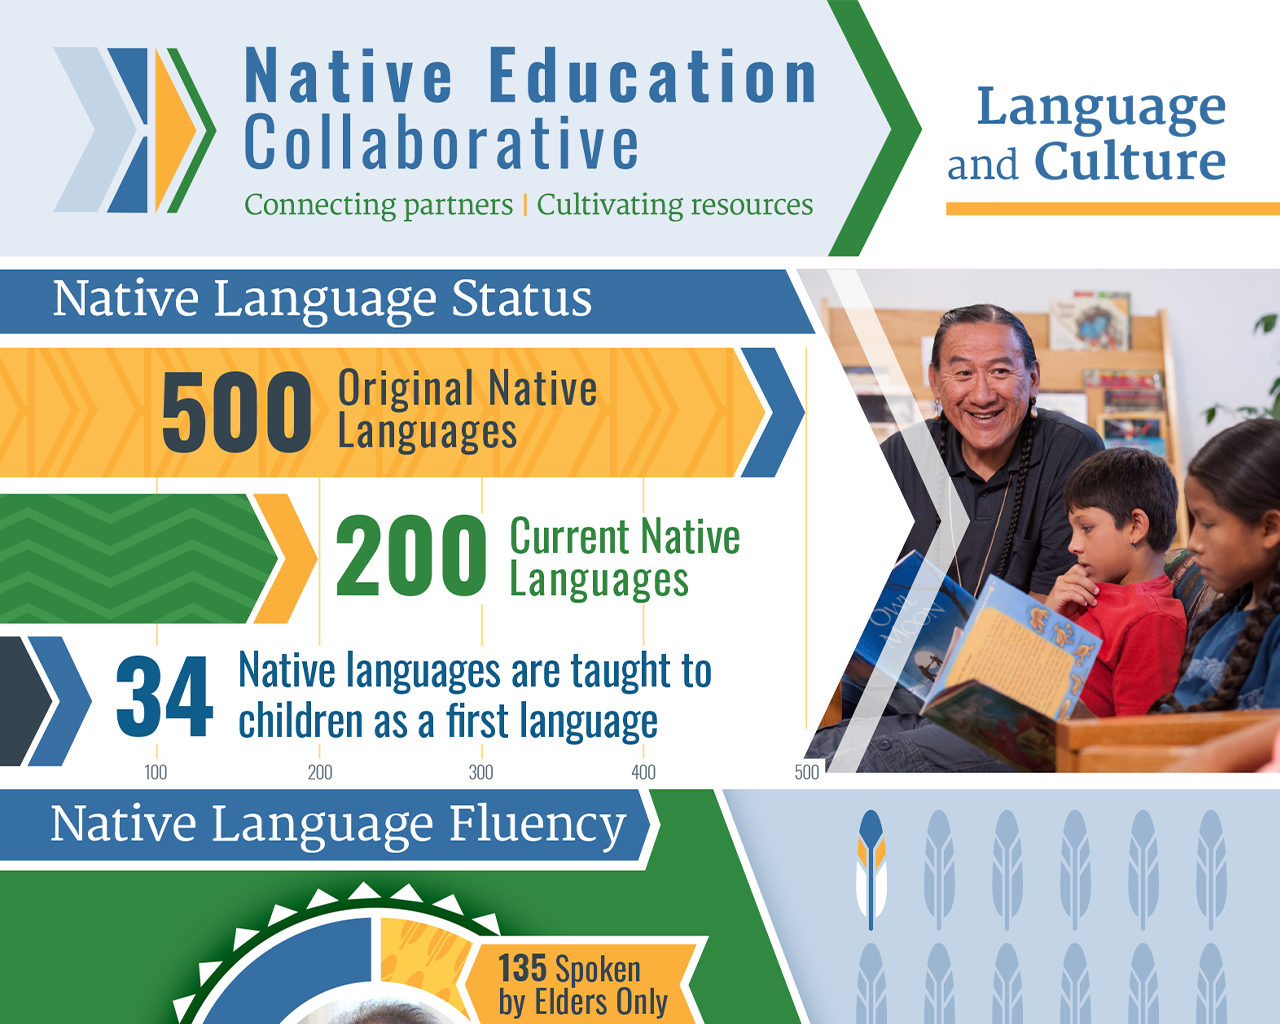 Native Education
Collaborative
Connecting partners | Cultivating resources
Language
and Culture
Native Language Status
500 Original Native
Languages
200 Current Native
Languages
34 Native languages are taught to
children as a first language
100 200 300 400 500
OWL
MOON
Native Language Fluency
135 Spoken
by Elders Only